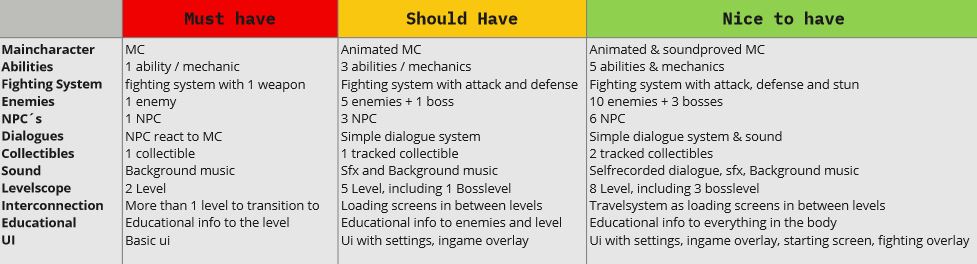 Must have Should Have Nice to have
Maincharacter MC Animated MC Animated & soundproved MC
Abilities 1 ability / mechanic 3 abilities / mechanics 5 abilities & mechanics
Fighting System fighting system with 1 weapon Fighting system with attack and defense Fighting system with attack, defense and stun
Enemies 1 enemy 5 enemies + 1 boss 10 enemies + 3 bosses
NPC´s 1 NPC 3 NPC 6 NPC
Dialogues NPC react to MC Simple dialogue system Simple dialogue system & sound
Collectibles 1 collectible 1 tracked collectible 2 tracked collectibles
Sound Background music Sfx and Background music Selfrecorded dialogue, sfx, Background music
Levelscope 2 Level 5 Level, including 1 Bosslevel 8 Level, including 3 bosslevel
Interconnection More than 1 level to transition to Loading screens in between levels Travelsystem as loading screens in between levels
Educational Educational info to the level Educational info to enemies and level Educational info to everything in the body
UI Basic ui Ui with settings, ingame overlay Ui with settings, ingame overlay, starting screen, fighting overlay